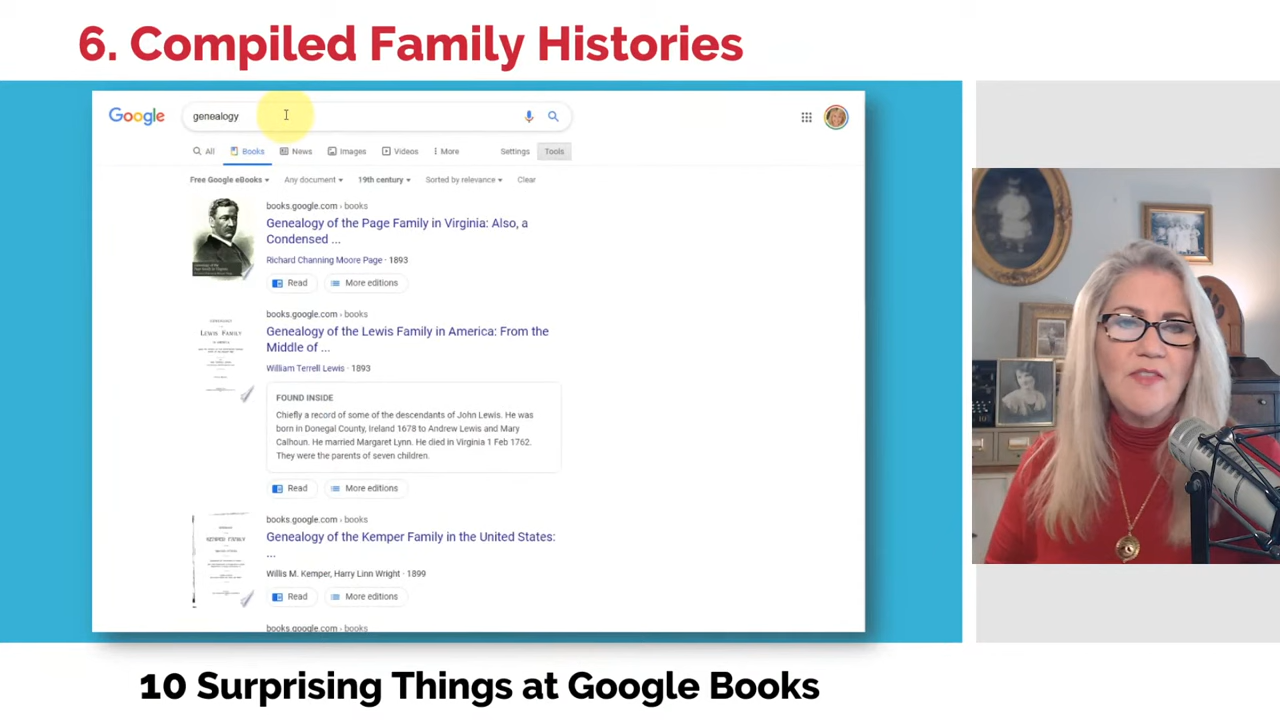 6. Compiled Family Histories
Google
genealogy
All Books News Images Videos More Settings Tools
Free Google eBooks Any document 19th century Sorted by relevance Clear
books.google.com › books
Genealogy of the Page Family in Virginia: Also, a
Condensed ...
Richard Channing Moore Page · 1893
Read More editions
books.google.com › books
Genealogy of the Lewis Family in America: From the
Middle of ...
LEWIS FAMILY
William Terrell Lewis · 1893
FOUND INSIDE
Chiefly a record of some of the descendants of John Lewis. He was
born in Donegal County, Ireland 1678 to Andrew Lewis and Mary
Calhoun. He married Margaret Lynn. He died in Virginia 1 Feb 1762.
They were the parents of seven children.
Read More editions
books.google.com › books
Genealogy of the Kemper Family in the United States:
...
KEMPER FAMILY
Willis M. Kemper, Harry Linn Wright · 1899
Read More editions
books.google.com › books
10 Surprising Things at Google Books